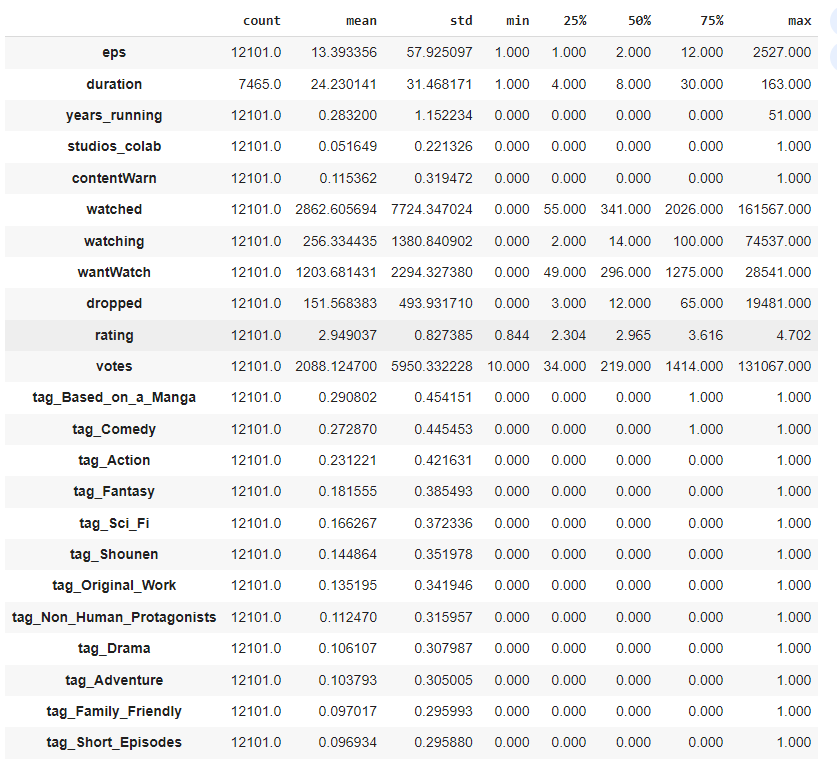 count mean std min 25% 50% 75% max
eps 12101.0 13.393356 57.925097 1.000 1.000 2.000 12.000 2527.000
duration 7465.0 24.230141 31.468171 1.000 4.000 8.000 30.000 163.000
years_running 12101.0 0.283200 1.152234 0.000 0.000 0.000 0.000 51.000
studios_colab 12101.0 0.051649 0.221326 0.000 0.000 0.000 0.000 1.000
contentWarn 12101.0 0.115362 0.319472 0.000 0.000 0.000 0.000 1.000
watched 12101.0 2862.605694 7724.347024 0.000 55.000 341.000 2026.000 161567.000
watching 12101.0 256.334435 1380.840902 0.000 2.000 14.000 100.000 74537.000
wantWatch 12101.0 1203.681431 2294.327380 0.000 49.000 296.000 1275.000 28541.000
dropped 12101.0 151.568383 493.931710 0.000 3.000 12.000 65.000 19481.000
rating 12101.0 2.949037 0.827385 0.844 2.304 2.965 3.616 4.702
votes 12101.0 2088.124700 5950.332228 10.000 34.000 219.000 1414.000 131067.000
tag_Based_on_a_Manga 12101.0 0.290802 0.454151 0.000 0.000 0.000 1.000 1.000
tag_Comedy 12101.0 0.272870 0.445453 0.000 0.000 0.000 1.000 1.000
tag_Action 12101.0 0.231221 0.421631 0.000 0.000 0.000 0.000 1.000
tag_Fantasy 12101.0 0.181555 0.385493 0.000 0.000 0.000 0.000 1.000
tag_Sci_Fi 12101.0 0.166267 0.372336 0.000 0.000 0.000 0.000 1.000
tag_Shounen 12101.0 0.144864 0.351978 0.000 0.000 0.000 0.000 1.000
tag_Original_Work 12101.0 0.135195 0.341946 0.000 0.000 0.000 0.000 1.000
tag_Non_Human_Protagonists 12101.0 0.112470 0.315957 0.000 0.000 0.000 0.000 1.000
tag_Drama 12101.0 0.106107 0.307987 0.000 0.000 0.000 0.000 1.000
tag_Adventure 12101.0 0.103793 0.305005 0.000 0.000 0.000 0.000 1.000
tag_Family_Friendly 12101.0 0.097017 0.295993 0.000 0.000 0.000 0.000 1.000
tag_Short_Episodes 12101.0 0.096934 0.295880 0.000 0.000 0.000 0.000 1.000